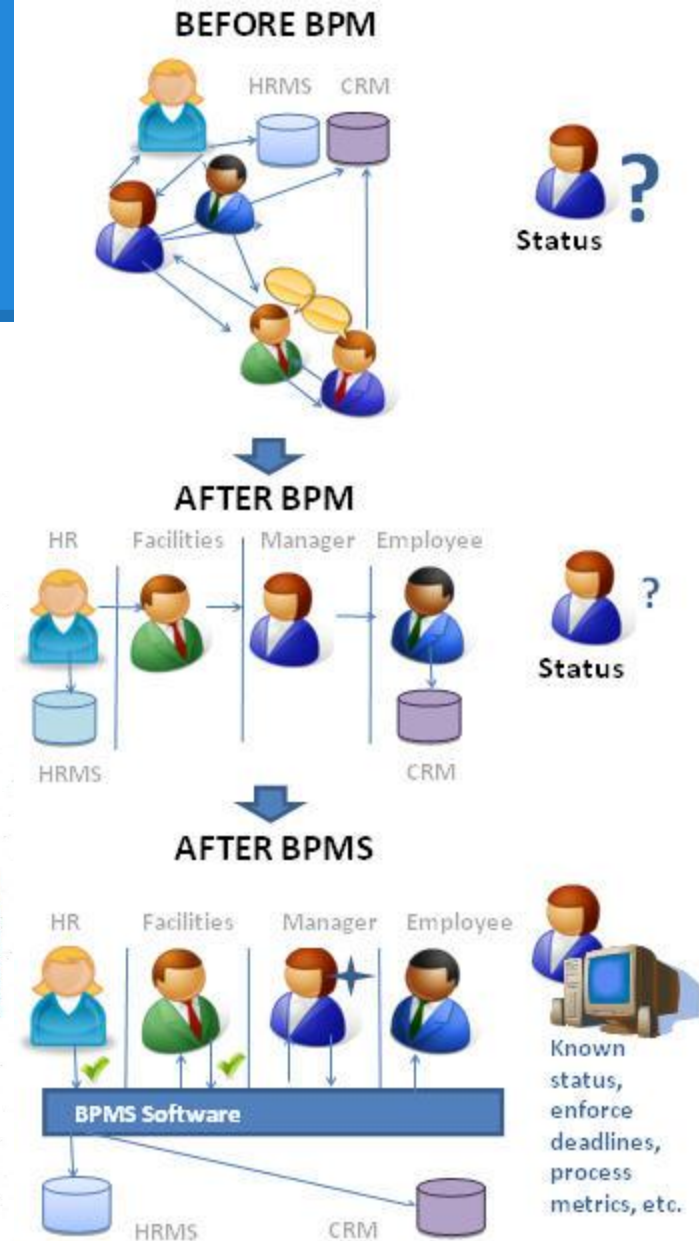 BEFORE BPM
HRMS CRM
?
Status
AFTER BPM
HR Facilities Manager Employee
?
Status
HRMS CRM
AFTER BPMS
HR Facilities Manager Employee
BPMS Software
Known
status,
enforce
deadlines,
process
metrics, etc.
HRMS CRM